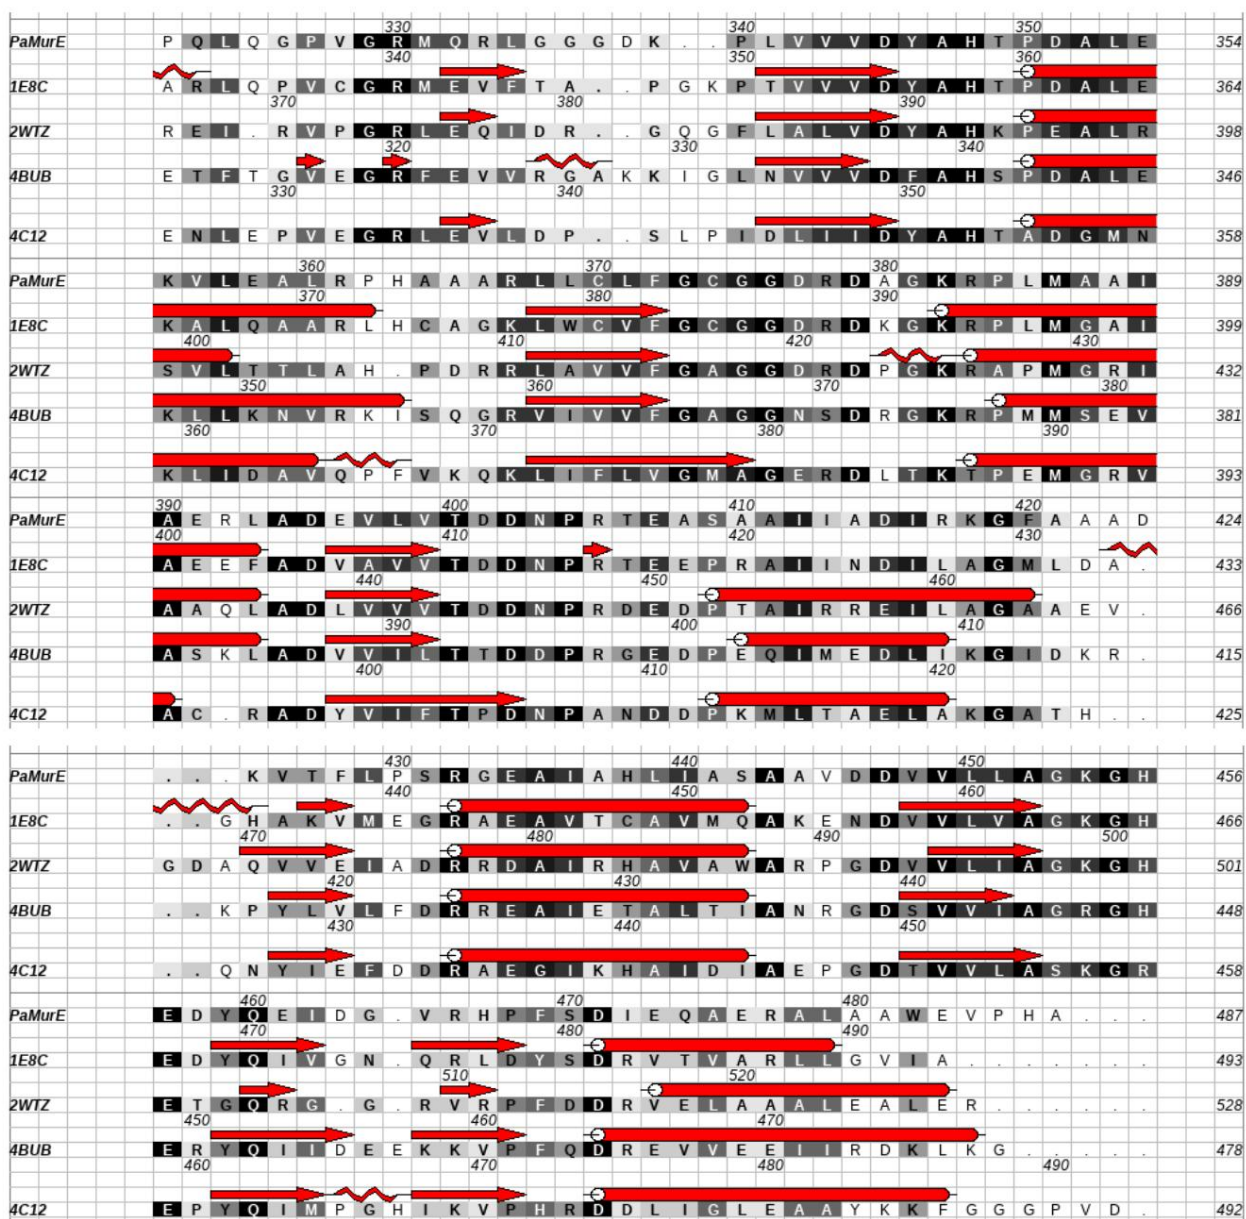 330 340 350
PaMurE P Q L Q G P V G R M Q R L G G G D K . . P L V V V D Y A H T P D A L E 354
340 350 360
1E8C A R L Q P V C G R M E V F T A . . P G K P T V V V D Y A H T P D A L E 364
370 380 390
2WTZ R E I . R V P G R L E Q I D R . . G Q G F L A L V D Y A H K P E A L R 398
320 330 340
4BUB E T F T G V E G R F E V V R G A K K I G L N V V V D F A H S P D A L E 346
330 340 350
4C12 E N L E P V E G R L E V L D P . . S L P I D L I I D Y A H T A D G M N 358
360 370 380
PaMurE K V L E A L R P H A A A R L L C L F G C G G D R D A G K R P L M A A I 389
370 380 390
1E8C K A L Q A A R L H C A G K L W C V F G C G G D R D K G K R P L M G A I 399
400 410 420 430
2WTZ S V L T T L A H . P D R R L A V V F G A G G D R D P G K R A P M G R I 432
350 360 370 380
4BUB K L L K N V R K I S Q G R V I V V F G A G G N S D R G K R P M M S E V 381
360 370 380 390
4C12 K L I D A V Q P F V K Q K L I F L V G M A G E R D L T K T P E M G R V 393
390 400 410 420
PaMurE A E R L A D E V L V T D D N P R T E A S A A I I A D I R K G F A A A D 424
400 410 420 430
1E8C A E E F A D V A V V T D D N P R T E E P R A I I N D I L A G M L D A . 433
440 450 460
2WTZ A A Q L A D L V V V T D D N P R D E D P T A I R R E I L A G A A E V . 466
390 400 410
4BUB A S K L A D V V I L T T D D P R G E D P E Q I M E D L I K G I D K R . 415
400 410 420
4C12 A C . R A D Y V I F T P D N P A N D D P K M L T A E L A K G A T H . . 425
430 440 450
PaMurE . . . K V T F L P S R G E A I A H L I A S A A V D D V V L L A G K G H 456
440 450 460
1E8C . . G H A K V M E G R A E A V T C A V M Q A K E N D V V L V A G K G H 466
470 480 490 500
2WTZ G D A Q V V E I A D R R D A I R H A V A W A R P G D V V L I A G K G H 501
420 430 440
4BUB . . K P Y L V L F D R R E A I E T A L T I A N R G D S V V I A G R G H 448
430 440 450
4C12 . . Q N Y I E F D D R A E G I K H A I D I A E P G D T V V L A S K G R 458
460 470 480
PaMurE E D Y Q E I D G . V R H P F S D I E Q A E R A L A A W E V P H A . . . 487
470 480 490
1E8C E D Y Q I V G N . Q R L D Y S D R V T V A R L L G V I A . . . . . . . 493
510 520
2WTZ E T G Q R G . G . R V R P F D D R V E L A A A L E A L E R . . . . . . 528
450 460 470
4BUB E R Y Q I I D E E K K V P F Q D R E V V E E I I R D K L K G . . . . . 478
460 470 480 490
4C12 E P Y Q I M P G H I K V P H R D D L I G L E A A Y K K F G G G P V D . 492